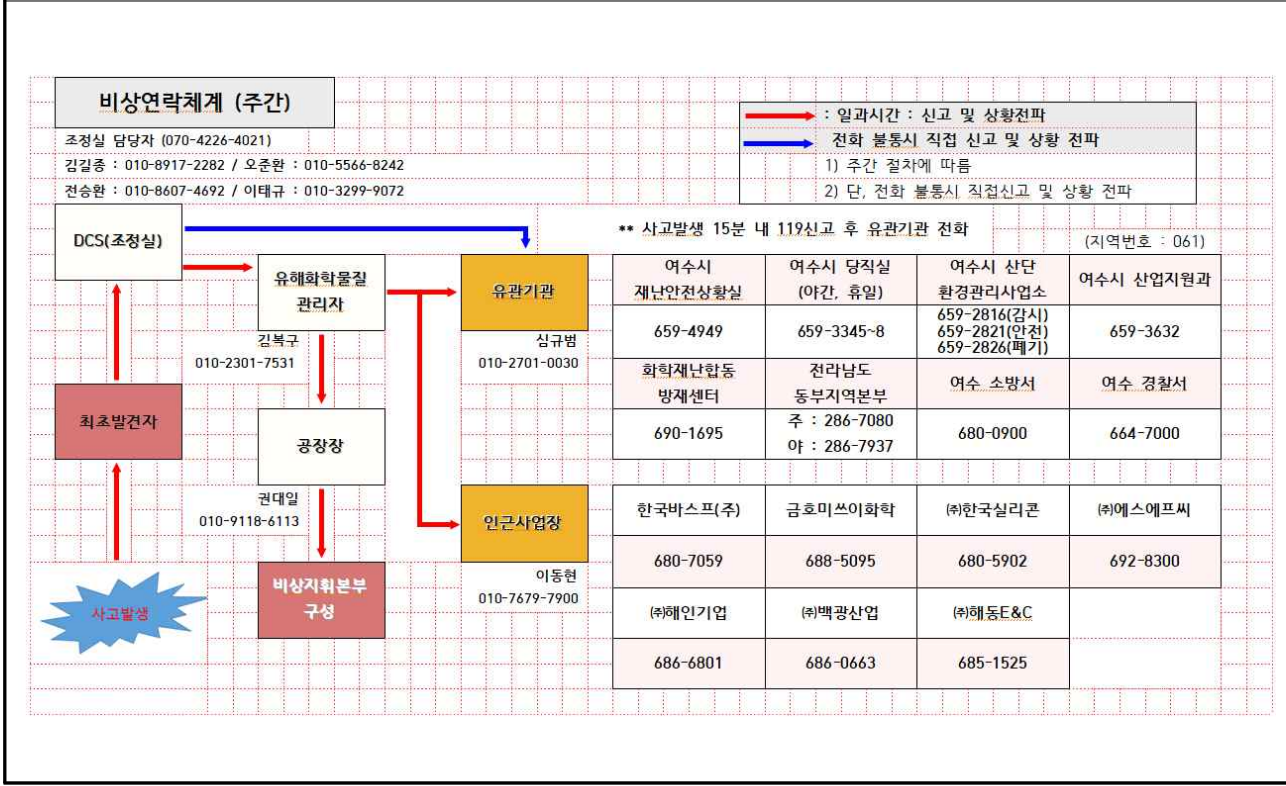 비상연락체계 (주간)
조정실 담당자 (070-4226-4021)
김길종 : 010-8917-2282 / 오준환 : 010-5566-8242
전승환 : 010-8607-4692 / 이태규 : 010-3299-9072
: 일과시간 : 신고 및 상황전파
전화 불통시 직접 신고 및 상황 전파
1) 주간 절차에 따름
2) 단, 전화 불통시 직접신고 및 상황 전파
DCS(조정실)
** 사고발생 15분 내 119신고 후 유관기관 전화
(지역번호 : 061)
유해화학물질
관리자
김복구
010-2301-7531
유관기관
심규범
010-2701-0030
최초발견자
공장장
권대일
010-9118-6113
인근사업장
이동현
010-7679-7900
사고발생
비상지휘본부
구성
여수시
재난안전상황실
여수시 당직실
(야간, 휴일)
여수시 산단
환경관리사업소
여수시 산업지원과
659-4949
659-3345~8
659-2816(감시)
659-2821(안전)
659-2826(폐기)
659-3632
화학재난합동
방재센터
전라남도
동부지역본부
여수 소방서
여수 경찰서
690-1695
주 : 286-7080
야 : 286-7937
680-0900
664-7000
한국바스프(주)
금호미쓰이화학
㈜한국실리콘
㈜에스에프씨
680-7059
688-5095
680-5902
692-8300
㈜해인기업
㈜백광산업
㈜해동E&C
686-6801
686-0663
685-1525